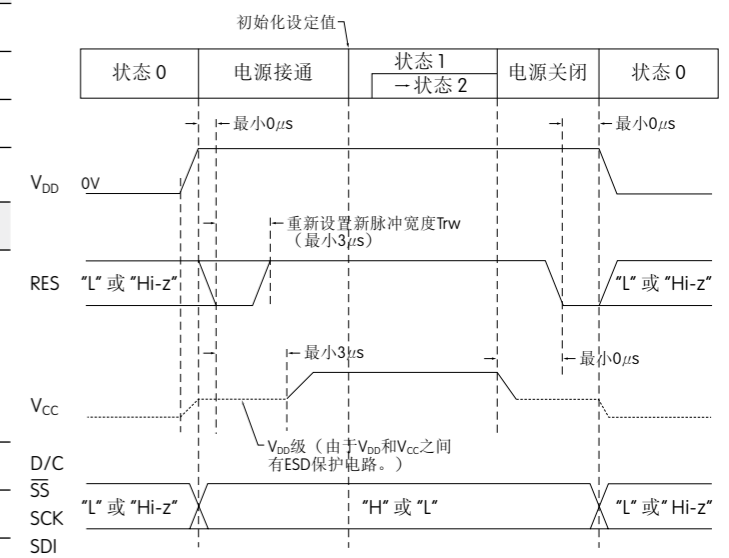 初始化设定值
状态 0
电源接通
状态 1
→状态 2
电源关闭
状态 0
最小0μs
最小0μs
VDD
0V
重新设置新脉冲宽度Trw
（最小3μs）
RES
"L" 或 "Hi-z"
"L" 或 "Hi-z"
最小3μs
最小0μs
VCC
VDD级（由于VDD和VCC之间
有ESD保护电路。）
D/C
SS
SCK
SDI
"L" 或 "Hi-z"
"H" 或 "L"
"L" 或" Hi-z"